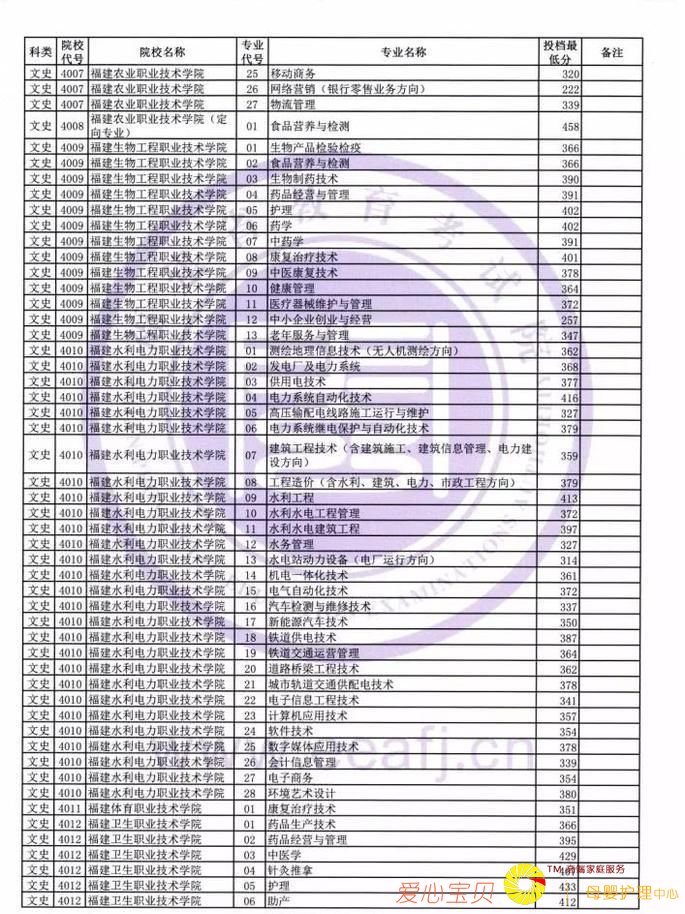 科类 院校代号 院校名称 专业代号 专业名称 投档最低分 备注
文史 4007 福建农业职业技术学院 25 移动商务 320
文史 4007 福建农业职业技术学院 26 网络营销（银行零售业务方向） 222
文史 4007 福建农业职业技术学院 27 物流管理 339
文史 4008 福建农业职业技术学院（定向专业） 01 食品营养与检测 458
文史 4009 福建生物工程职业技术学院 01 生物产品检验检疫 366
文史 4009 福建生物工程职业技术学院 02 食品营养与检测 366
文史 4009 福建生物工程职业技术学院 03 生物制药技术 390
文史 4009 福建生物工程职业技术学院 04 药品经营与管理 391
文史 4009 福建生物工程职业技术学院 05 护理 402
文史 4009 福建生物工程职业技术学院 06 药学 402
文史 4009 福建生物工程职业技术学院 07 中药学 391
文史 4009 福建生物工程职业技术学院 08 康复治疗技术 401
文史 4009 福建生物工程职业技术学院 09 中医康复技术 378
文史 4009 福建生物工程职业技术学院 10 健康管理 364
文史 4009 福建生物工程职业技术学院 11 医疗器械维护与管理 372
文史 4009 福建生物工程职业技术学院 12 中小企业创业与经营 257
文史 4009 福建生物工程职业技术学院 13 老年服务与管理 347
文史 4010 福建水利电力职业技术学院 01 测绘地理信息技术（无人机测绘方向） 362
文史 4010 福建水利电力职业技术学院 02 发电厂及电力系统 368
文史 4010 福建水利电力职业技术学院 03 供用电技术 377
文史 4010 福建水利电力职业技术学院 04 电力系统自动化技术 416
文史 4010 福建水利电力职业技术学院 05 高压输配电线路施工运行与维护 327
文史 4010 福建水利电力职业技术学院 06 电力系统继电保护与自动化技术 379
文史 4010 福建水利电力职业技术学院 07 建筑工程技术（含建筑施工、建筑信息管理、电力建设方向） 359
文史 4010 福建水利电力职业技术学院 08 工程造价（含水利、建筑、电力、市政工程方向） 379
文史 4010 福建水利电力职业技术学院 09 水利工程 413
文史 4010 福建水利电力职业技术学院 10 水利水电工程管理 372
文史 4010 福建水利电力职业技术学院 11 水利水电建筑工程 397
文史 4010 福建水利电力职业技术学院 12 水务管理 327
文史 4010 福建水利电力职业技术学院 13 水电站动力设备（电厂运行方向） 314
文史 4010 福建水利电力职业技术学院 14 机电一体化技术 361
文史 4010 福建水利电力职业技术学院 15 电气自动化技术 372
文史 4010 福建水利电力职业技术学院 16 汽车检测与维修技术 337
文史 4010 福建水利电力职业技术学院 17 新能源汽车技术 350
文史 4010 福建水利电力职业技术学院 18 铁道供电技术 387
文史 4010 福建水利电力职业技术学院 19 铁道交通运营管理 364
文史 4010 福建水利电力职业技术学院 20 道路桥梁工程技术 362
文史 4010 福建水利电力职业技术学院 21 城市轨道交通供配电技术 378
文史 4010 福建水利电力职业技术学院 22 电子信息工程技术 341
文史 4010 福建水利电力职业技术学院 23 计算机应用技术 357
文史 4010 福建水利电力职业技术学院 24 软件技术 354
文史 4010 福建水利电力职业技术学院 25 数字媒体应用技术 378
文史 4010 福建水利电力职业技术学院 26 会计信息管理 339
文史 4010 福建水利电力职业技术学院 27 电子商务 354
文史 4010 福建水利电力职业技术学院 28 环境艺术设计 380
文史 4011 福建体育职业技术学院 01 康复治疗技术 351
文史 4012 福建卫生职业技术学院 01 药品生产技术 366
文史 4012 福建卫生职业技术学院 02 药品经营与管理 395
文史 4012 福建卫生职业技术学院 03 中医学 429
文史 4012 福建卫生职业技术学院 04 针灸推拿
文史 4012 福建卫生职业技术学院 05 护理 433
文史 4012 福建卫生职业技术学院 06 助产 412
爱心宝贝
TM 家庭服务
母婴护理中心